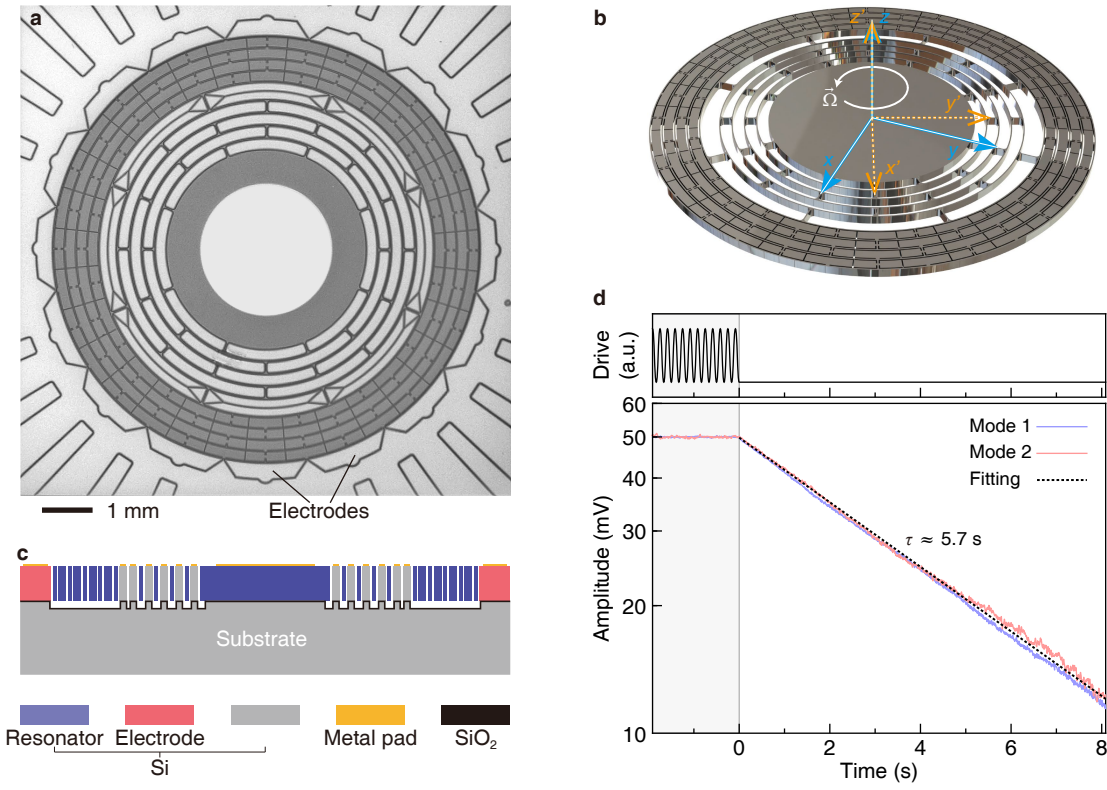 a
1 mm
Electrodes
b
z' z
Ω
y'
y
x
x'
c
Substrate
Resonator Electrode Metal pad SiO₂
Si
d
Drive
(a.u.)
60
50
40
30
20
10
Amplitude (mV)
Mode 1
Mode 2
Fitting
τ ≈ 5.7 s
0 2 4 6 8
Time (s)